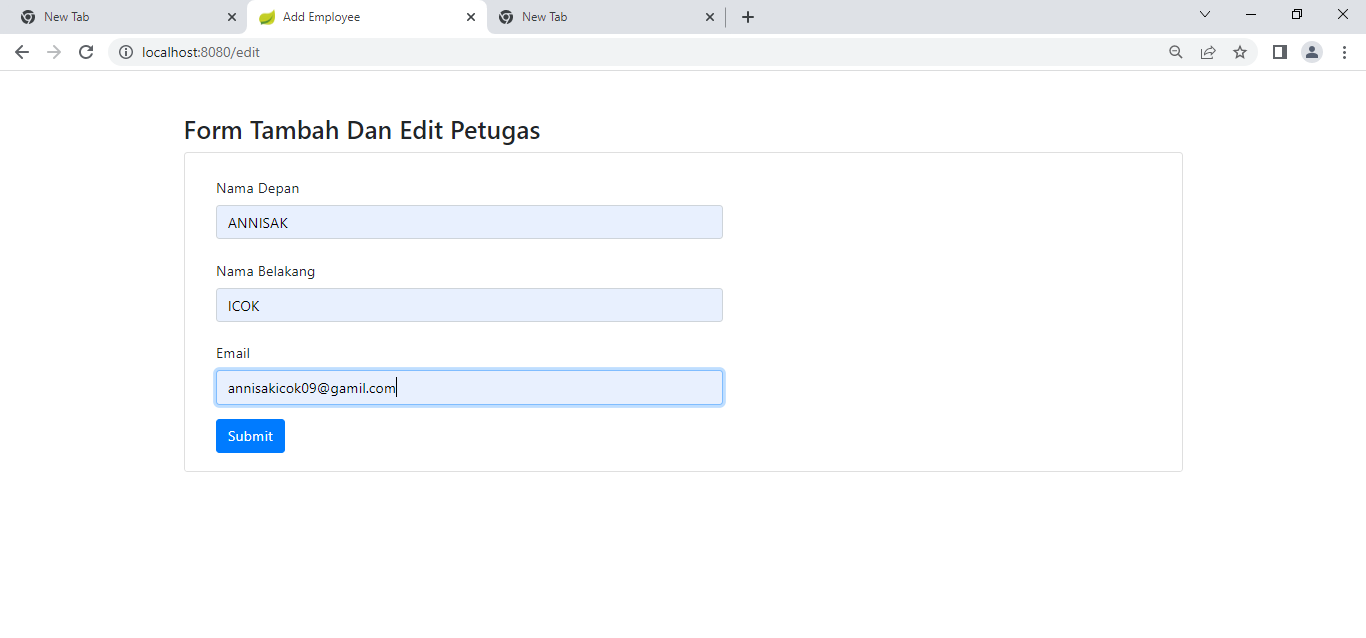 New Tab
Add Employee
New Tab
localhost:8080/edit
Form Tambah Dan Edit Petugas
Nama Depan
ANNISAK
Nama Belakang
ICOK
Email
annisakicok09@gamil.com
Submit